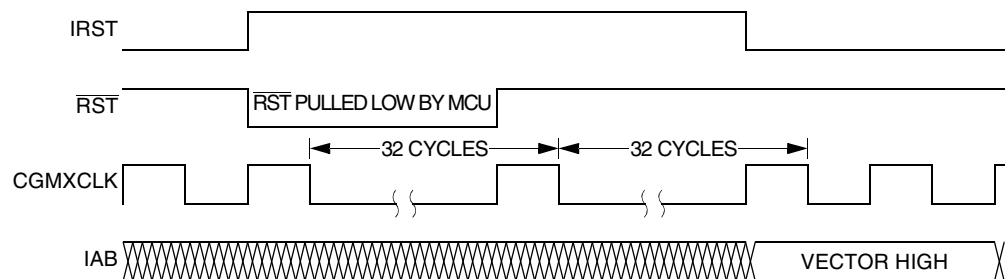 IRST
RST
RST PULLED LOW BY MCU
32 CYCLES
32 CYCLES
CGMXCLK
IAB
VECTOR HIGH